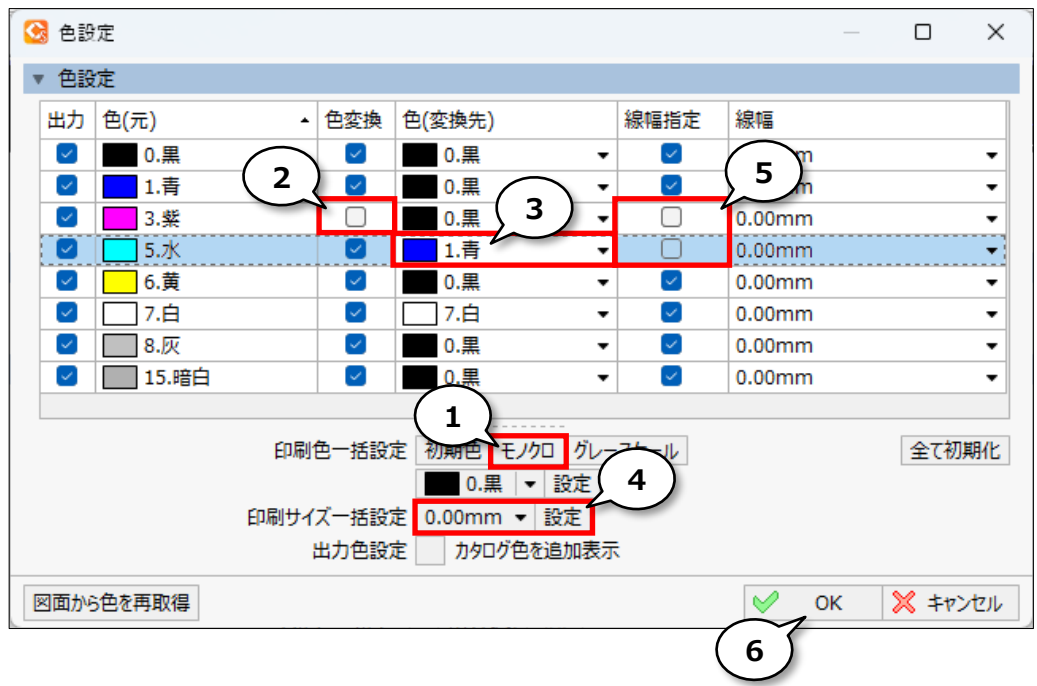 色設定
色設定
出力 色(元) 色変換 色(変換先) 線幅指定 線幅
0.黒 0.黒 m
1.青 0.黒 m
2 3 5
3.紫 0.黒 0.00mm
5.水 1.青 0.00mm
6.黄 0.黒 0.00mm
7.白 7.白 0.00mm
8.灰 0.黒 0.00mm
15.暗白 0.黒 0.00mm
1
印刷色一括設定 初期色 モノクロ グレースケール 全て初期化
0.黒 設定 4
印刷サイズ一括設定 0.00mm 設定
出力色設定 カタログ色を追加表示
図面から色を再取得 OK キャンセル
6